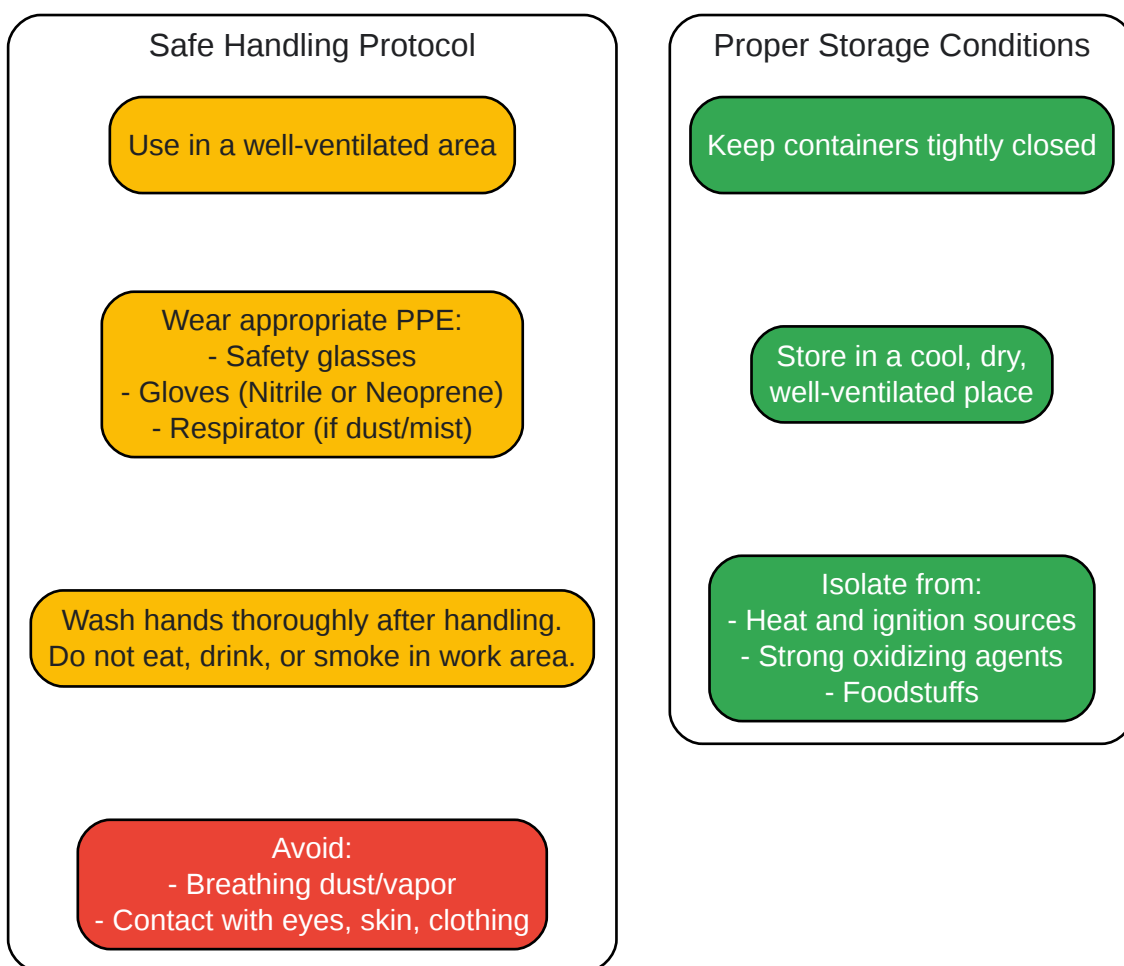 Safe Handling Protocol
Use in a well-ventilated area
Wear appropriate PPE:
- Safety glasses
- Gloves (Nitrile or Neoprene)
- Respirator (if dust/mist)
Wash hands thoroughly after handling.
Do not eat, drink, or smoke in work area.
Avoid:
- Breathing dust/vapor
- Contact with eyes, skin, clothing
Proper Storage Conditions
Keep containers tightly closed
Store in a cool, dry,
well-ventilated place
Isolate from:
- Heat and ignition sources
- Strong oxidizing agents
- Foodstuffs